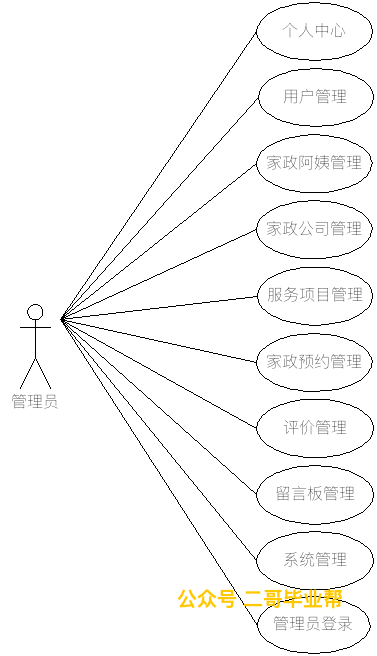 个人中心
用户管理
家政阿姨管理
家政公司管理
服务项目管理
家政预约管理
管理员
评价管理
留言板管理
系统管理
公众号 二哥毕业帮
管理员登录